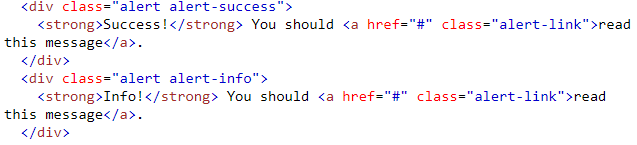 <div class="alert alert-success">
    <strong>Success!</strong> You should <a href="#" class="alert-link">read
this message</a>.
  </div>
  <div class="alert alert-info">
    <strong>Info!</strong> You should <a href="#" class="alert-link">read
this message</a>.
  </div>